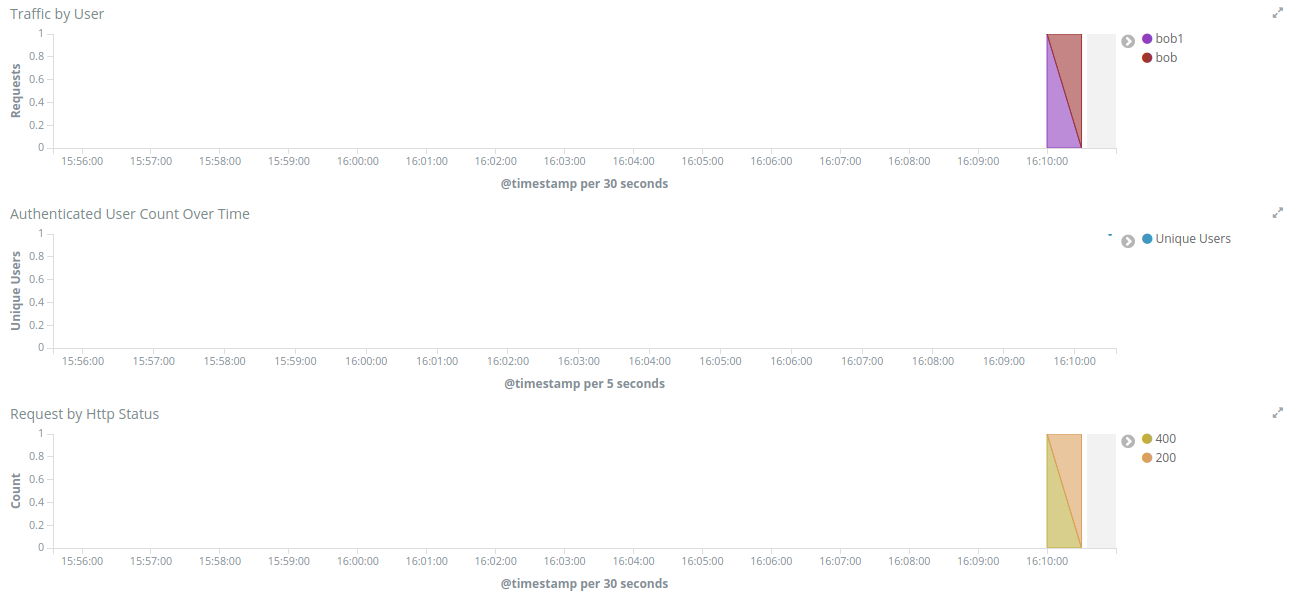 Traffic by User
Requests
1
0.8
0.6
0.4
0.2
0
15:56:00 15:57:00 15:58:00 15:59:00 16:00:00 16:01:00 16:02:00 16:03:00 16:04:00 16:05:00 16:06:00 16:07:00 16:08:00 16:09:00 16:10:00
@timestamp per 30 seconds
bob1
bob
Authenticated User Count Over Time
Unique Users
1
0.8
0.6
0.4
0.2
0
15:56:00 15:57:00 15:58:00 15:59:00 16:00:00 16:01:00 16:02:00 16:03:00 16:04:00 16:05:00 16:06:00 16:07:00 16:08:00 16:09:00 16:10:00
@timestamp per 5 seconds
Unique Users
Request by Http Status
Count
1
0.8
0.6
0.4
0.2
0
15:56:00 15:57:00 15:58:00 15:59:00 16:00:00 16:01:00 16:02:00 16:03:00 16:04:00 16:05:00 16:06:00 16:07:00 16:08:00 16:09:00 16:10:00
@timestamp per 30 seconds
400
200